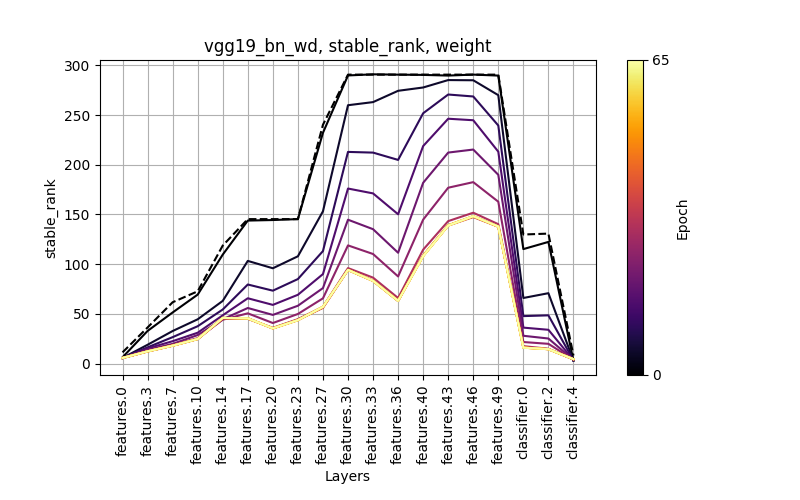 vgg19_bn_wd, stable_rank, weight
300
250
200
150
100
50
0
stable_rank
features.0
features.3
features.7
features.10
features.14
features.17
features.20
features.23
features.27
features.30
features.33
features.36
features.40
features.43
features.46
features.49
classifier.0
classifier.2
classifier.4
Layers
65
0
Epoch